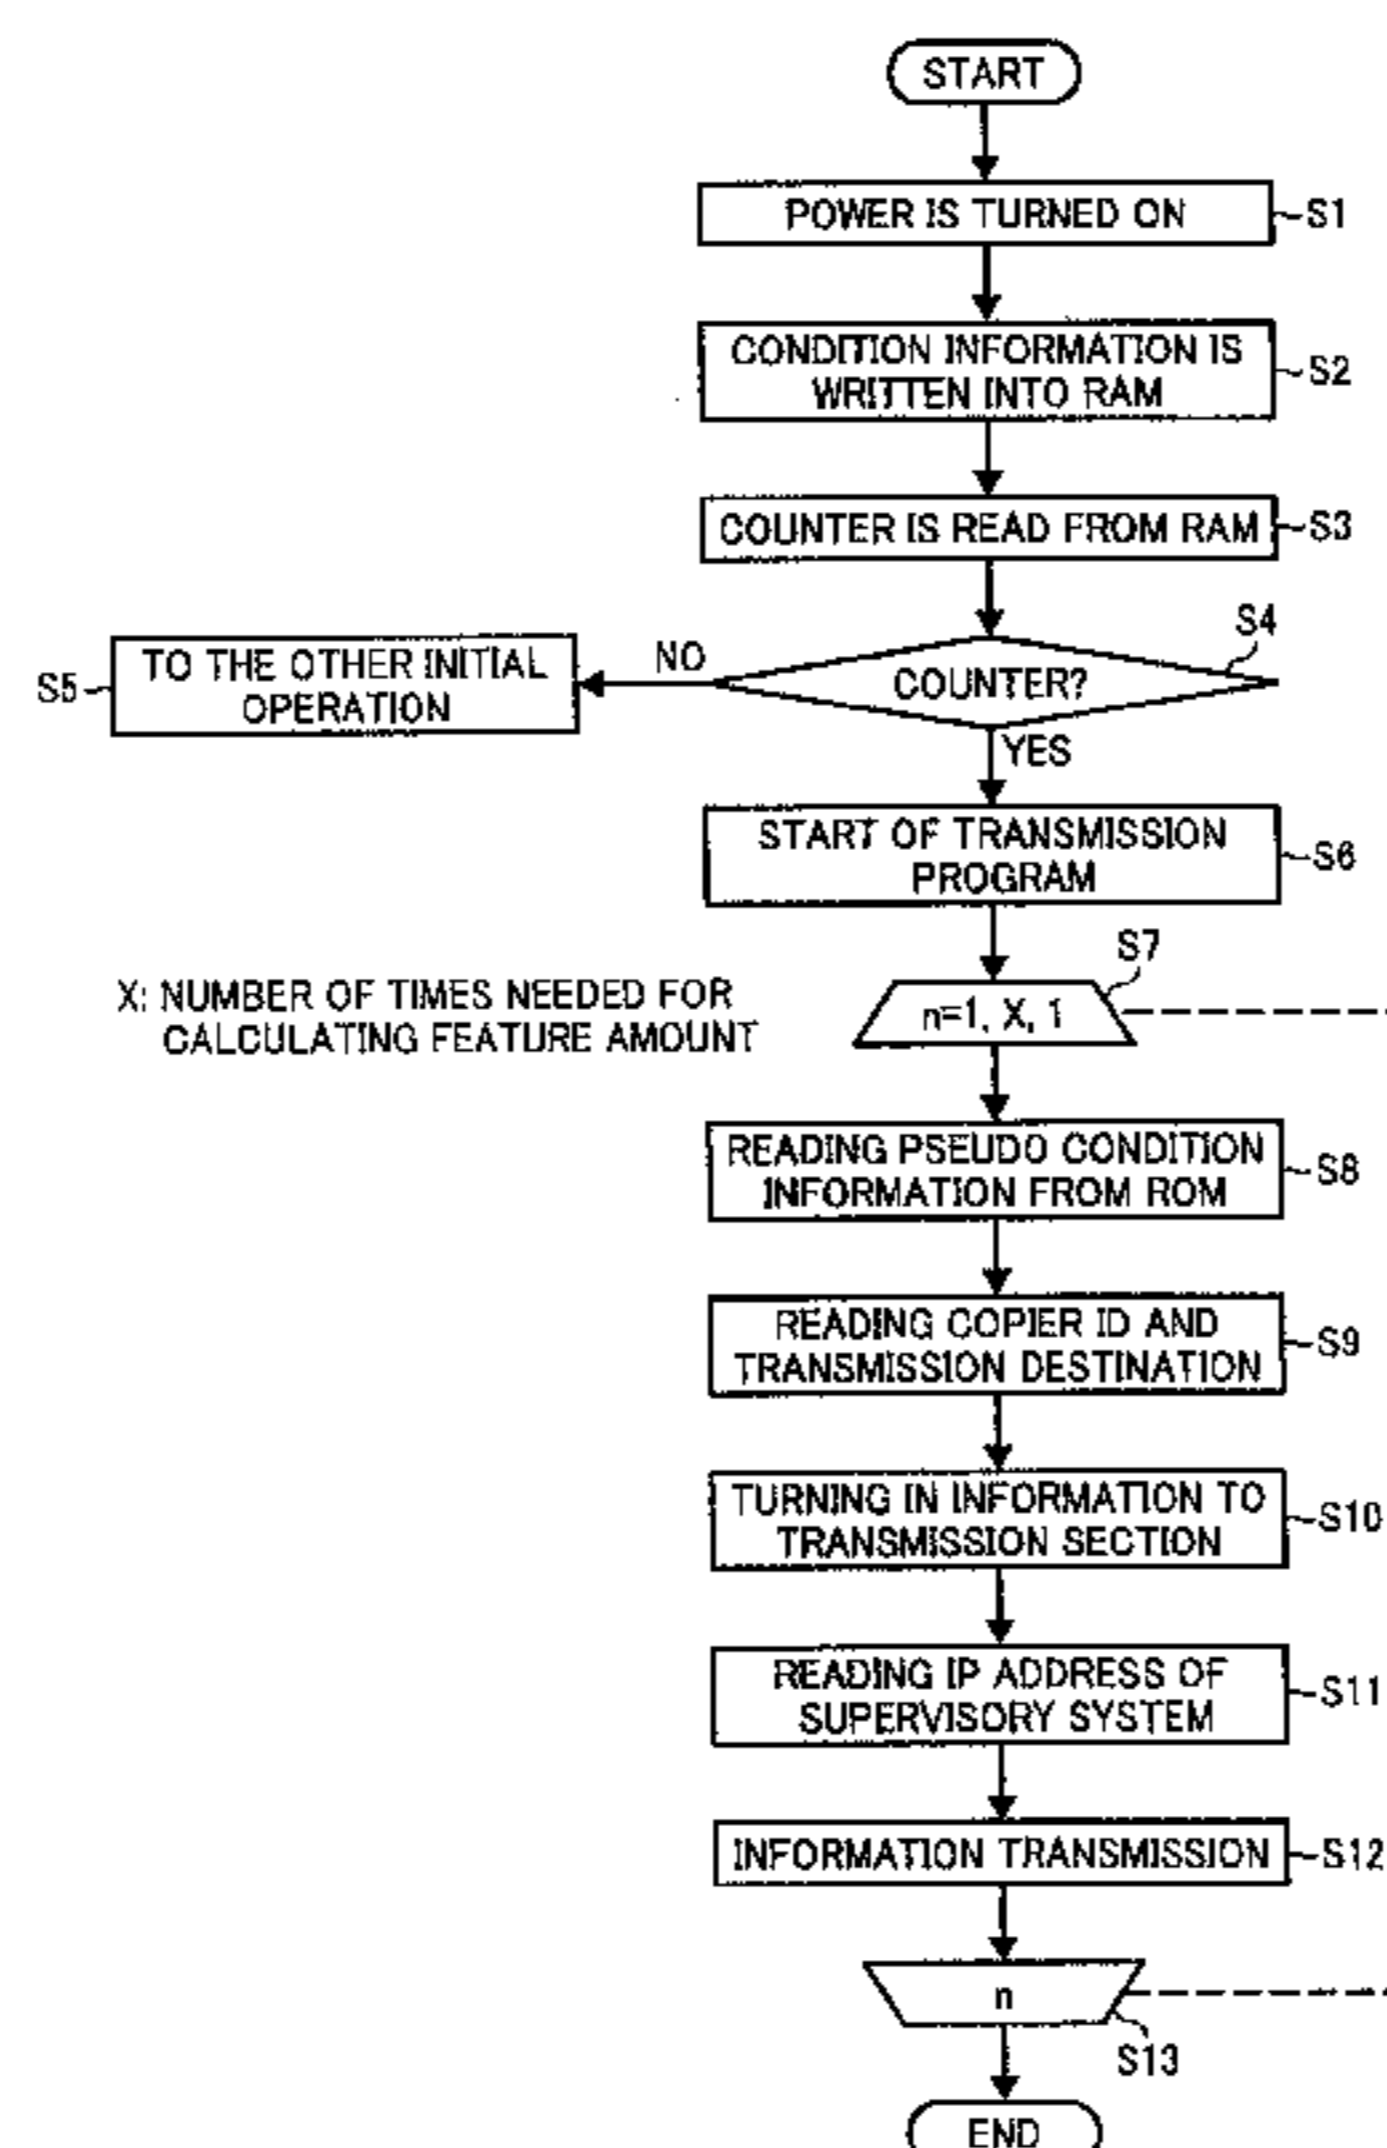 START
POWER IS TURNED ON
S1
CONDITION INFORMATION IS
WRITTEN INTO RAM
S2
COUNTER IS READ FROM RAM
S3
S4
COUNTER?
NO
TO THE OTHER INITIAL
OPERATION
S5
YES
START OF TRANSMISSION
PROGRAM
S6
S7
n=1, X, 1
X: NUMBER OF TIMES NEEDED FOR
CALCULATING FEATURE AMOUNT
READING PSEUDO CONDITION
INFORMATION FROM ROM
S8
READING COPIER ID AND
TRANSMISSION DESTINATION
S9
TURNING IN INFORMATION TO
TRANSMISSION SECTION
S10
READING IP ADDRESS OF
SUPERVISORY SYSTEM
S11
INFORMATION TRANSMISSION
S12
n
S13
END